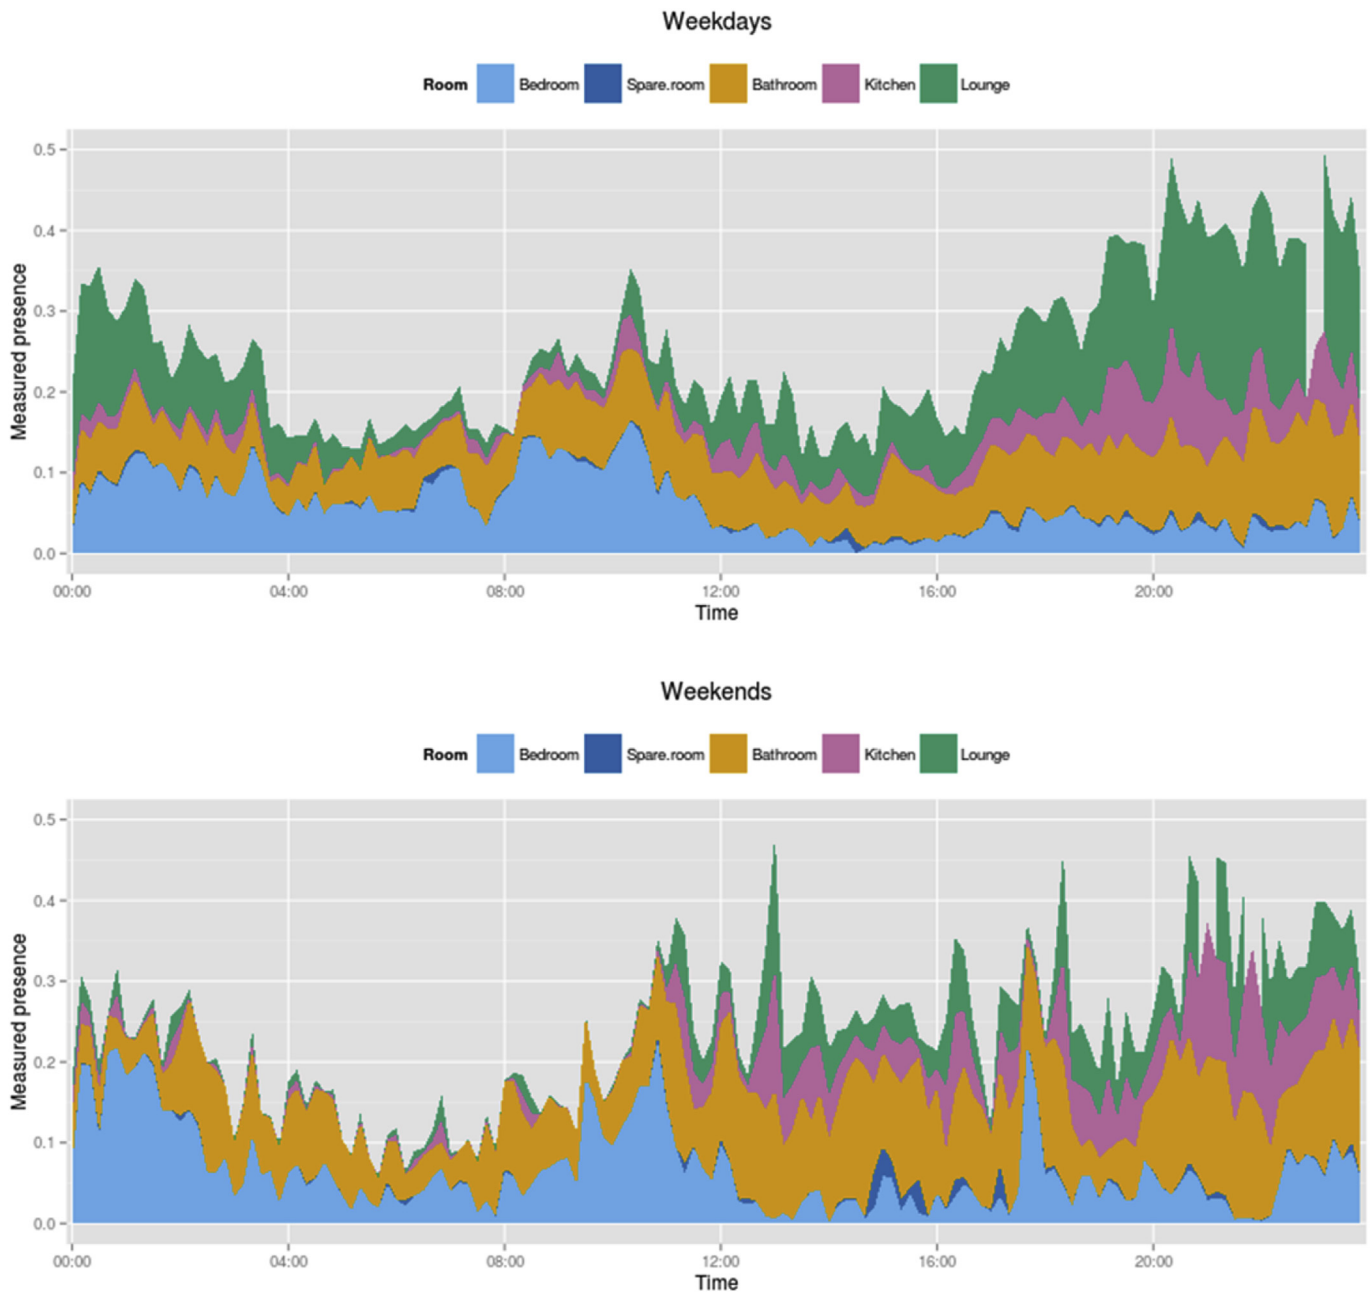 Weekdays
Room Bedroom Spare.room Bathroom Kitchen Lounge
0.5
0.4
0.3
0.2
0.1
0.0
Measured presence
00:00 04:00 08:00 12:00 16:00 20:00
Time
Weekends
Room Bedroom Spare.room Bathroom Kitchen Lounge
0.5
0.4
0.3
0.2
0.1
0.0
Measured presence
00:00 04:00 08:00 12:00 16:00 20:00
Time